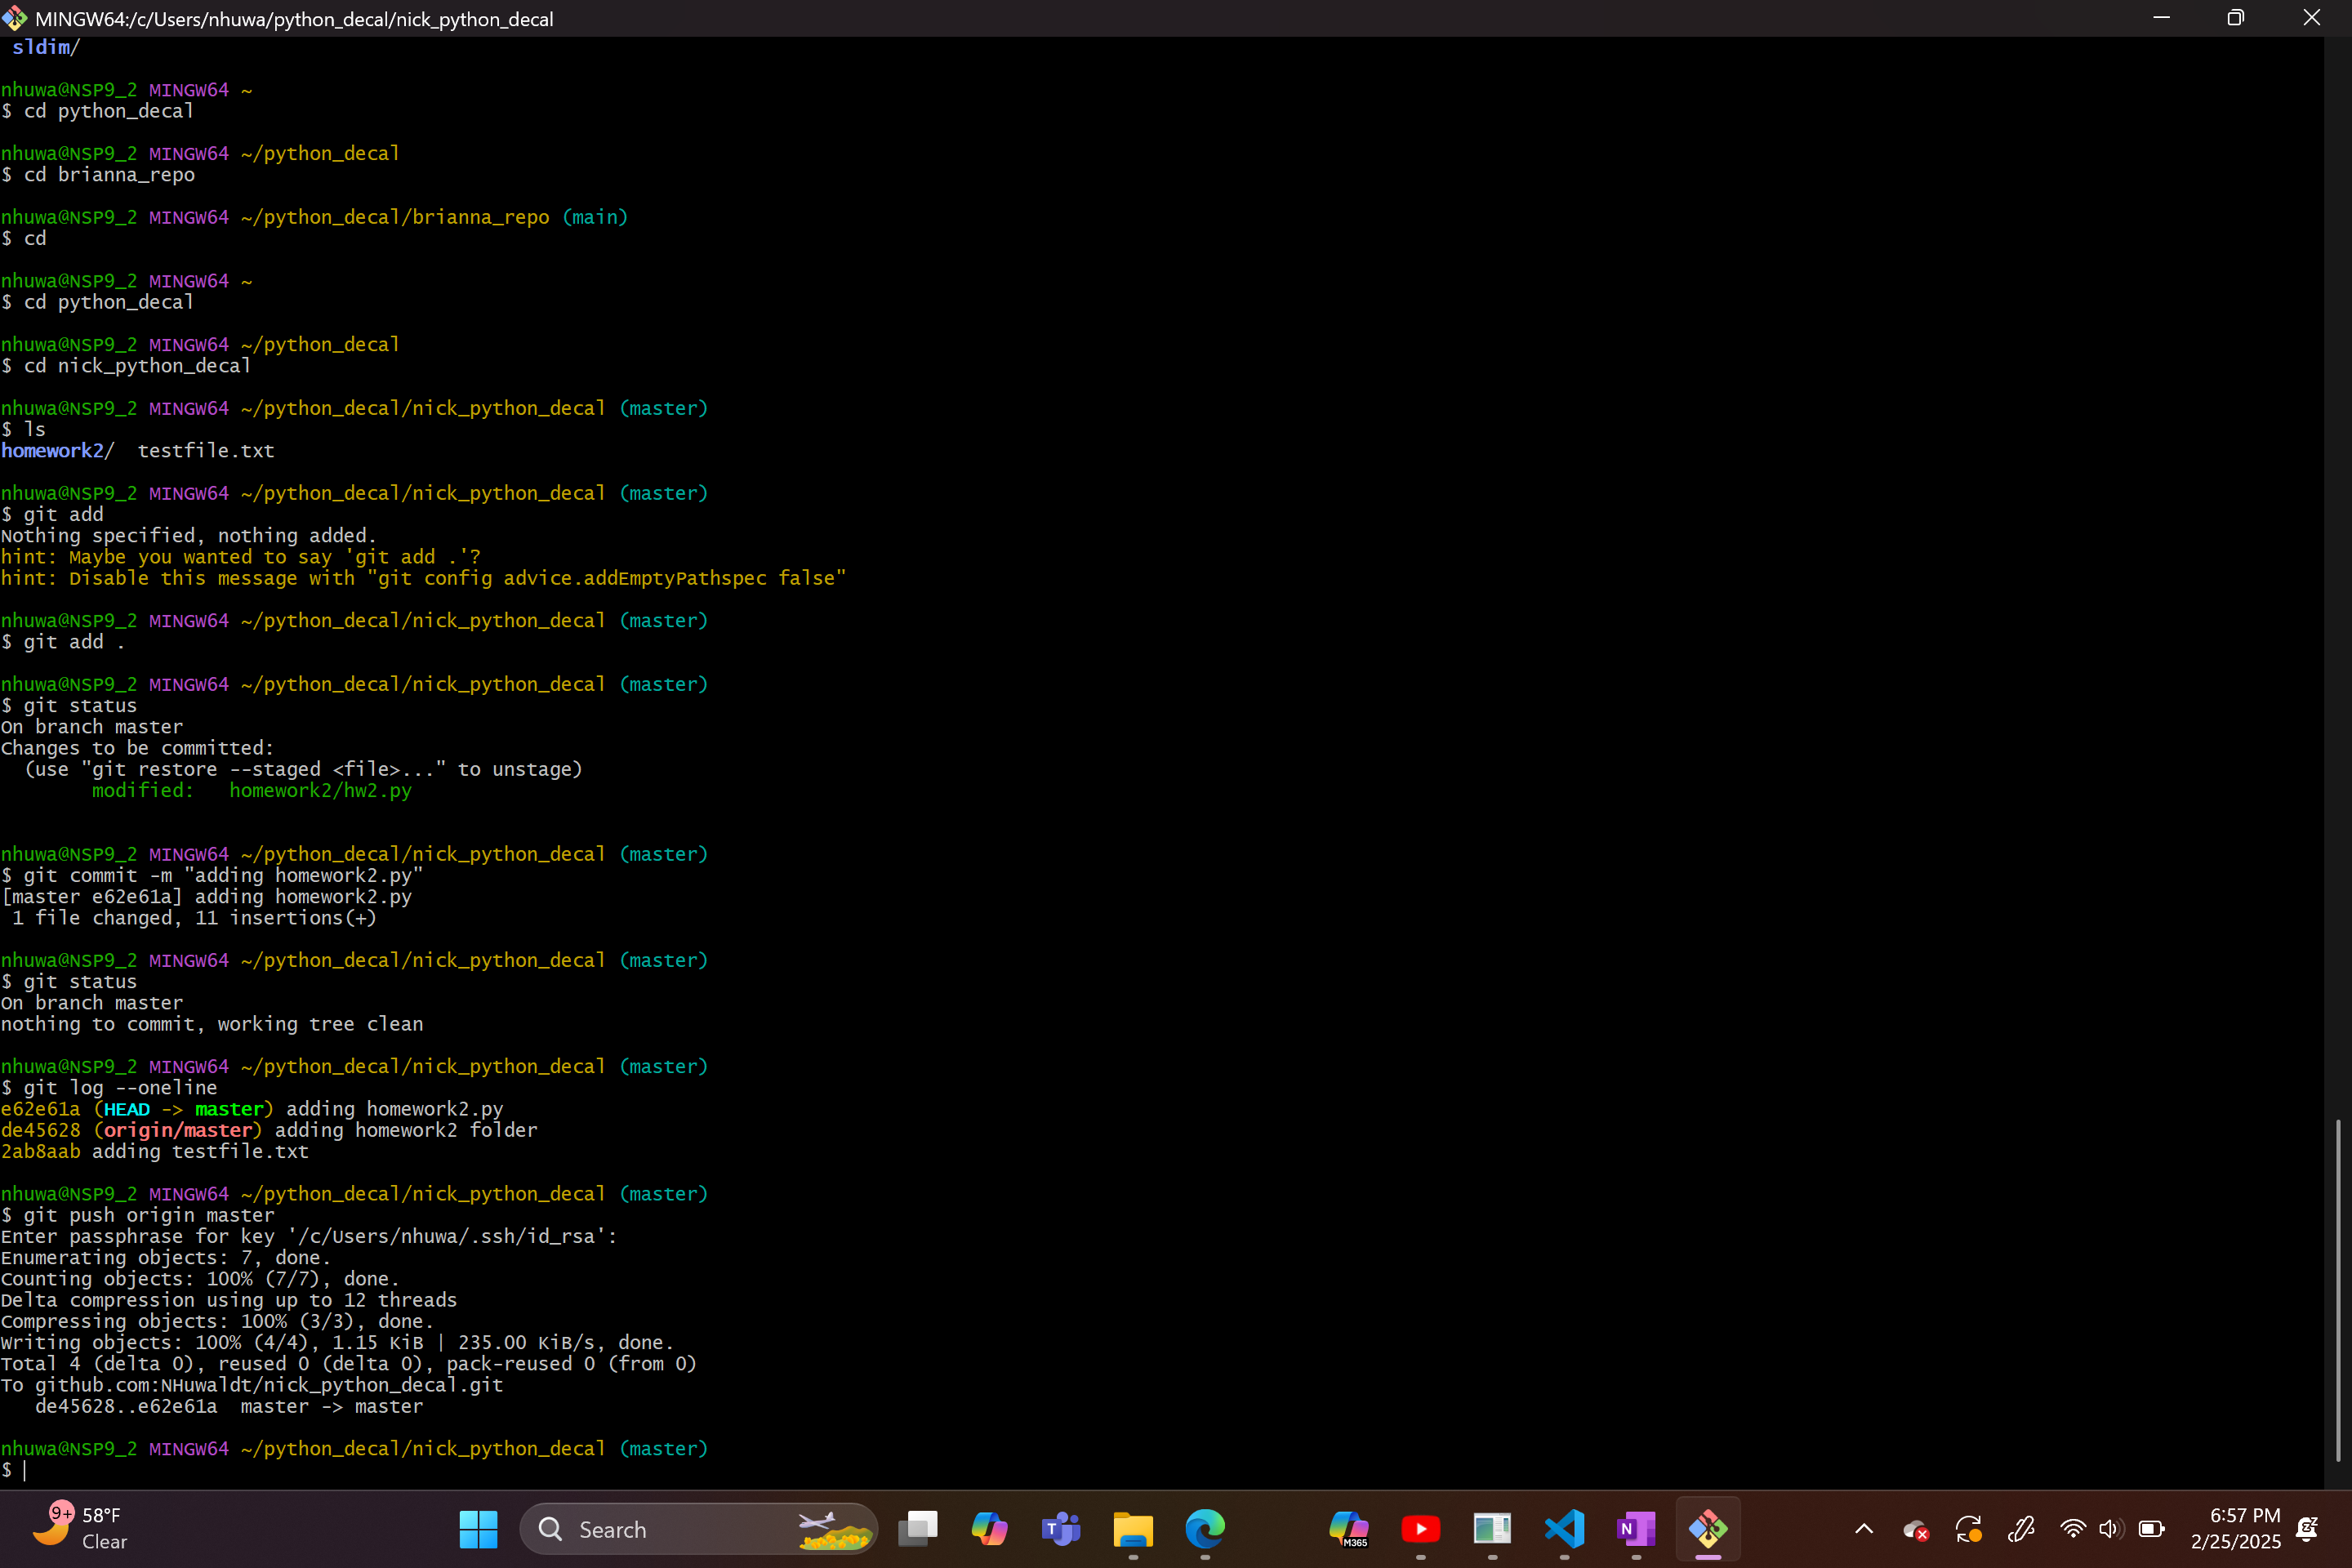 MINGW64:/c/Users/nhuwa/python_decal/nick_python_decal
sldim/
nhuwa@NSP9_2 MINGW64 ~
$ cd python_decal
nhuwa@NSP9_2 MINGW64 ~/python_decal
$ cd brianna_repo
nhuwa@NSP9_2 MINGW64 ~/python_decal/brianna_repo (main)
$ cd
nhuwa@NSP9_2 MINGW64 ~
$ cd python_decal
nhuwa@NSP9_2 MINGW64 ~/python_decal
$ cd nick_python_decal
nhuwa@NSP9_2 MINGW64 ~/python_decal/nick_python_decal (master)
$ ls
homework2/  testfile.txt
nhuwa@NSP9_2 MINGW64 ~/python_decal/nick_python_decal (master)
$ git add
Nothing specified, nothing added.
hint: Maybe you wanted to say 'git add .'?
hint: Disable this message with "git config advice.addEmptyPathspec false"
nhuwa@NSP9_2 MINGW64 ~/python_decal/nick_python_decal (master)
$ git add .
nhuwa@NSP9_2 MINGW64 ~/python_decal/nick_python_decal (master)
$ git status
On branch master
Changes to be committed:
  (use "git restore --staged <file>..." to unstage)
        modified:   homework2/hw2.py
nhuwa@NSP9_2 MINGW64 ~/python_decal/nick_python_decal (master)
$ git commit -m "adding homework2.py"
[master e62e61a] adding homework2.py
 1 file changed, 11 insertions(+)
nhuwa@NSP9_2 MINGW64 ~/python_decal/nick_python_decal (master)
$ git status
On branch master
nothing to commit, working tree clean
nhuwa@NSP9_2 MINGW64 ~/python_decal/nick_python_decal (master)
$ git log --oneline
e62e61a (HEAD -> master) adding homework2.py
de45628 (origin/master) adding homework2 folder
2ab8aab adding testfile.txt
nhuwa@NSP9_2 MINGW64 ~/python_decal/nick_python_decal (master)
$ git push origin master
Enter passphrase for key '/c/Users/nhuwa/.ssh/id_rsa':
Enumerating objects: 7, done.
Counting objects: 100% (7/7), done.
Delta compression using up to 12 threads
Compressing objects: 100% (3/3), done.
Writing objects: 100% (4/4), 1.15 KiB | 235.00 KiB/s, done.
Total 4 (delta 0), reused 0 (delta 0), pack-reused 0 (from 0)
To github.com:NHuwaldt/nick_python_decal.git
   de45628..e62e61a  master -> master
nhuwa@NSP9_2 MINGW64 ~/python_decal/nick_python_decal (master)
$
9+ 58°F
Clear
Search
T
M365
N
6:57 PM
2/25/2025